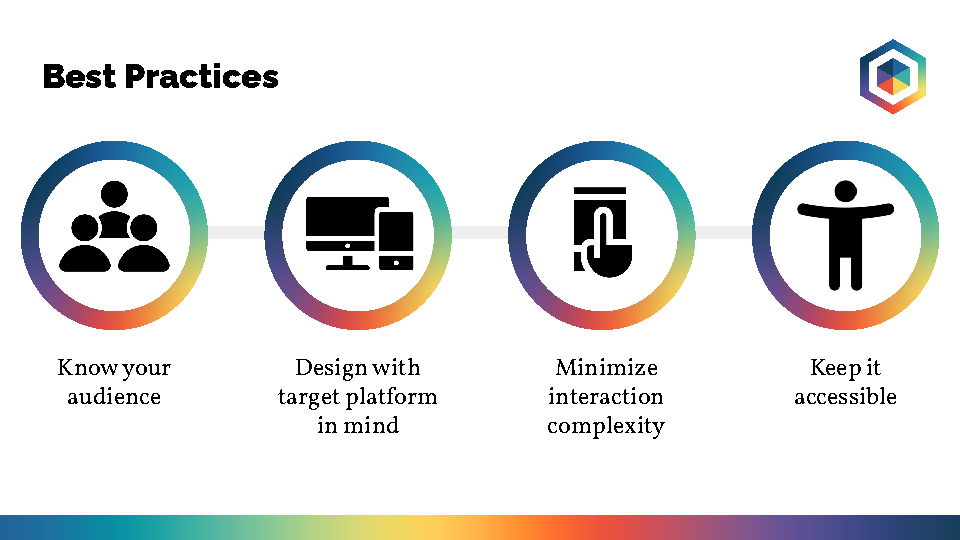 Best Practices
Know your
audience
Design with
target platform
in mind
Minimize
interaction
complexity
Keep it
accessible